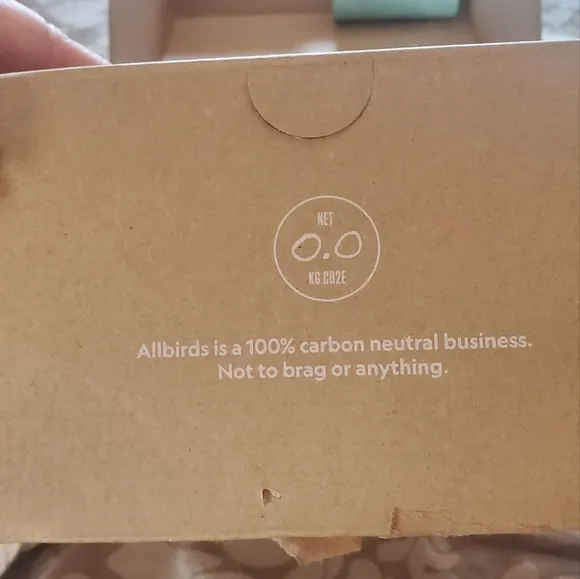 NET
0.0
KG CO2E
Allbirds is a 100% carbon neutral business.
Not to brag or anything.